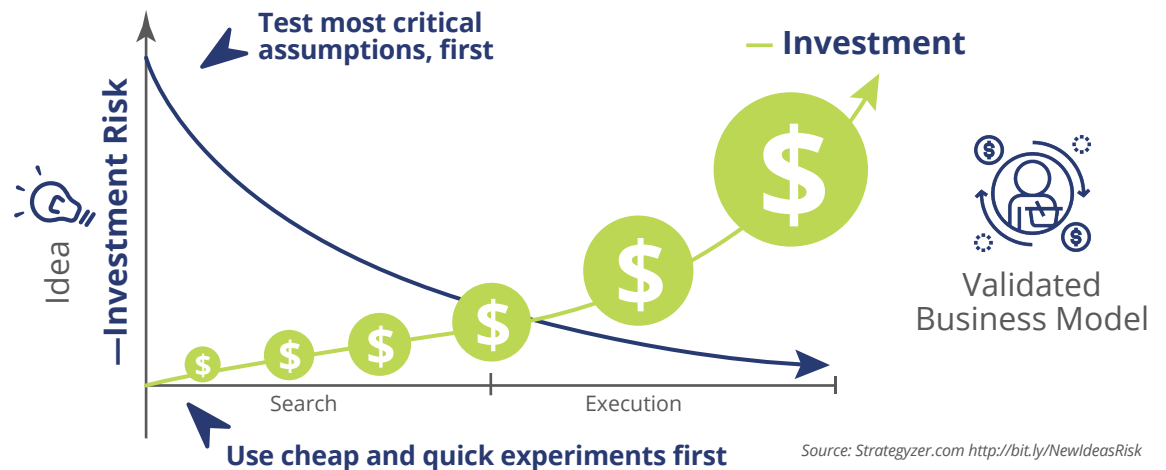 Test most critical
assumptions, first
— Investment
—Investment Risk
Idea
$
$
$
$
$
$
$
$
Validated
Business Model
Search
Execution
Use cheap and quick experiments first
Source: Strategyzer.com http://bit.ly/NewIdeasRisk